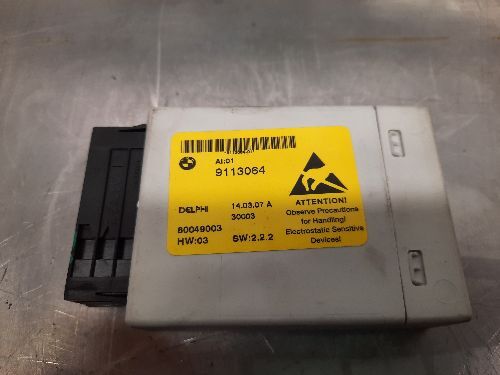 AI:01
9113064
DELPHI 14.03.07 A
30003
80049003
HW:03 SW:2.2.2
ATTENTION!
Observe Precautions
for Handling!
Electrostatic Sensitive
Devices!